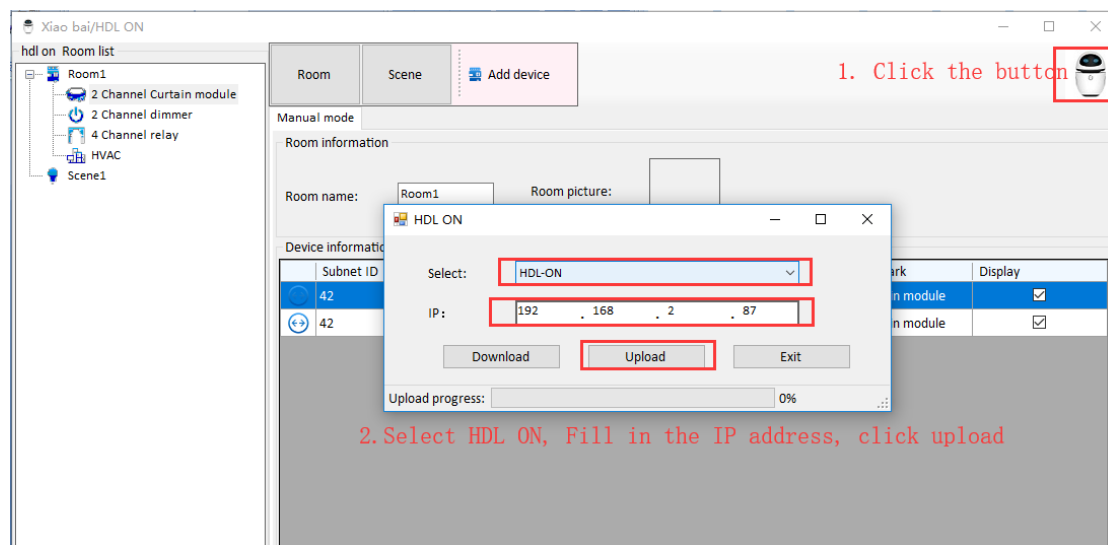 Xiao bai/HDL ON
hdl on Room list
Room1
2 Channel Curtain module
2 Channel dimmer
4 Channel relay
HVAC
Scene1
Room
Scene
Add device
1. Click the button
Manual mode
Room information
Room name:
Room1
Room picture:
HDL ON
Select:
HDL-ON
IP:
192 . 168 . 2 . 87
Download
Upload
Exit
Upload progress:
0%
Subnet ID
Display
42
n module
42
n module
2.Select HDL ON, Fill in the IP address, click upload